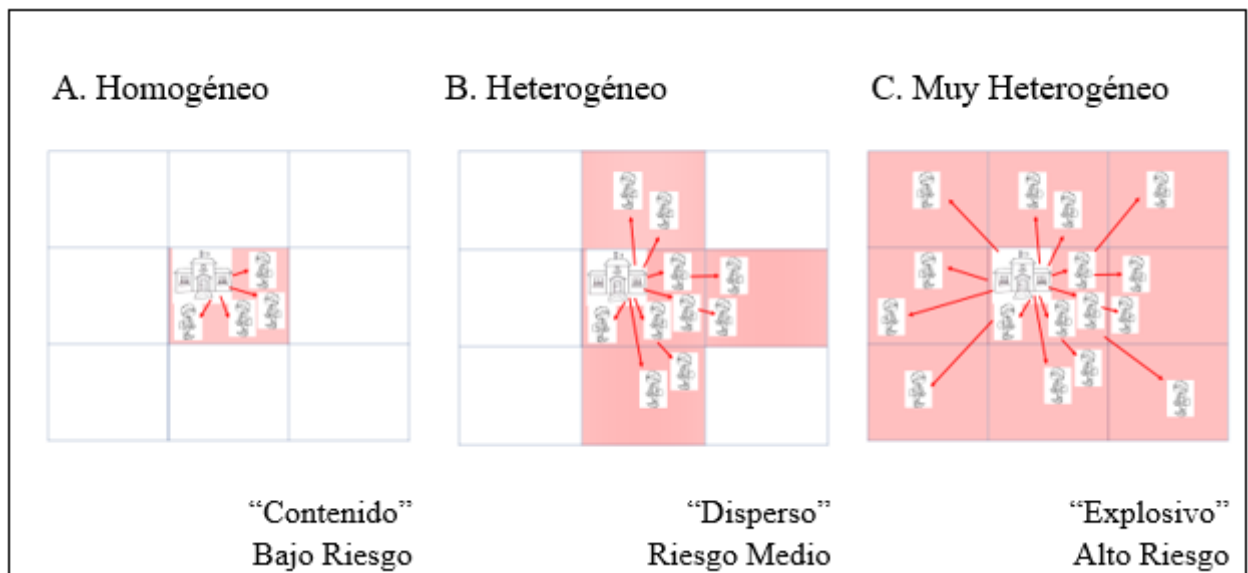 A. Homogéneo
B. Heterogéneo
C. Muy Heterogéneo
“Contenido”
Bajo Riesgo
“Disperso”
Riesgo Medio
“Explosivo”
Alto Riesgo